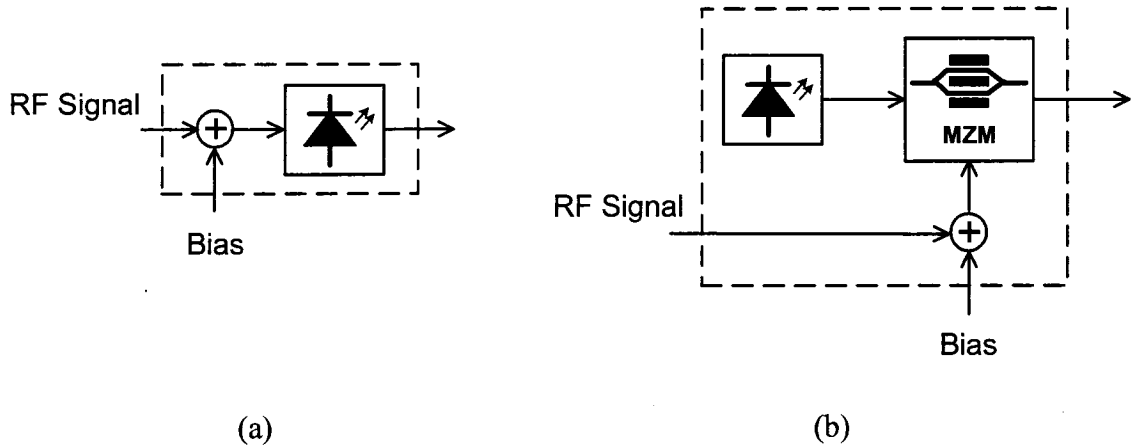 RF Signal
Bias
(a)
MZM
RF Signal
Bias
(b)